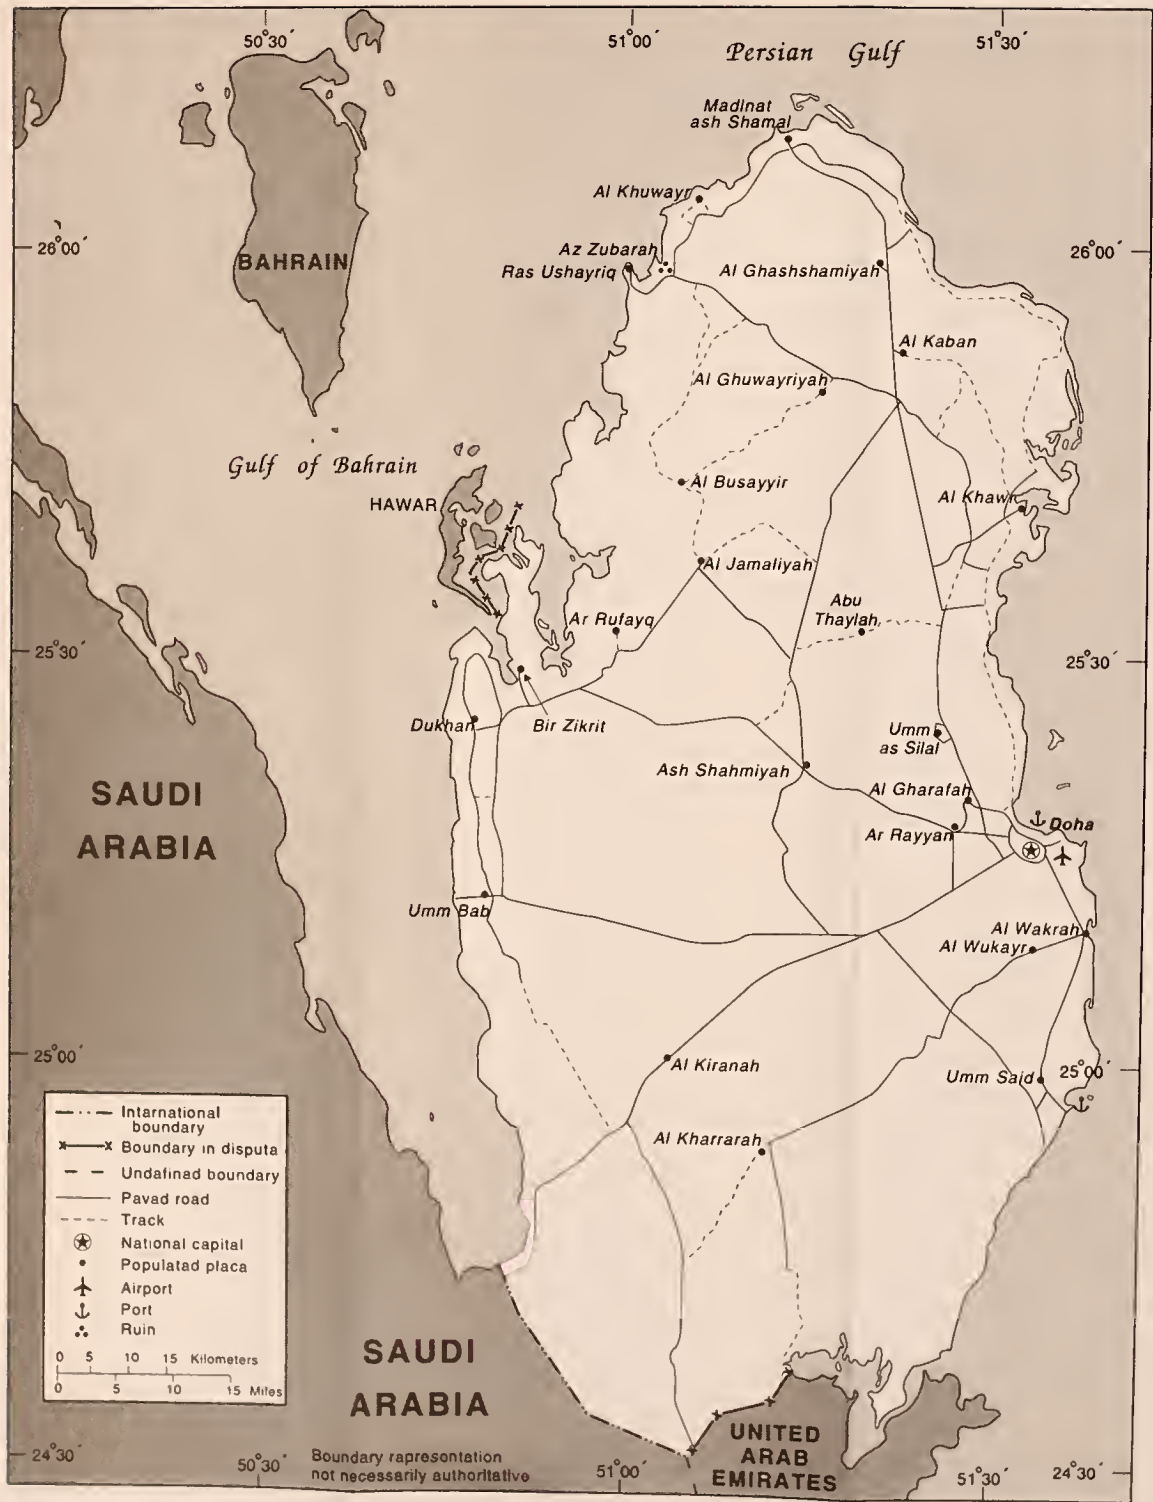 50°30´
51°00´
51°30´
Persian Gulf
Madinat
ash Shamal
Al Khuwayr
26°00´
26°00´
BAHRAIN
Az Zubarah
Ras Ushayriq
Al Ghashshamiyah
Al Kaban
Al Ghuwayriyah
Gulf of Bahrain
HAWAR
Al Busayyir
Al Khawr
Al Jamaliyah
Abu
Thaylah
Ar Rufayq
25°30´
25°30´
Dukhan
Bir Zikrit
Umm
as Silal
Ash Shahmiyah
Al Gharafah
SAUDI
ARABIA
Doha
Ar Rayyan
Umm Bab
Al Wakrah
Al Wukayr
25°00´
25°00´
Al Kiranah
Umm Said
Al Kharrarah
International
boundary
Boundary in disputa
Undafinad boundary
Pavad road
Track
National capital
Populatad placa
Airport
Port
Ruin
0 5 10 15 Kilometers
0 5 10 15 Miles
SAUDI
ARABIA
UNITED
ARAB
EMIRATES
Boundary rapresentation
not necessarily authoritative
24°30´
50°30´
51°00´
51°30´
24°30´